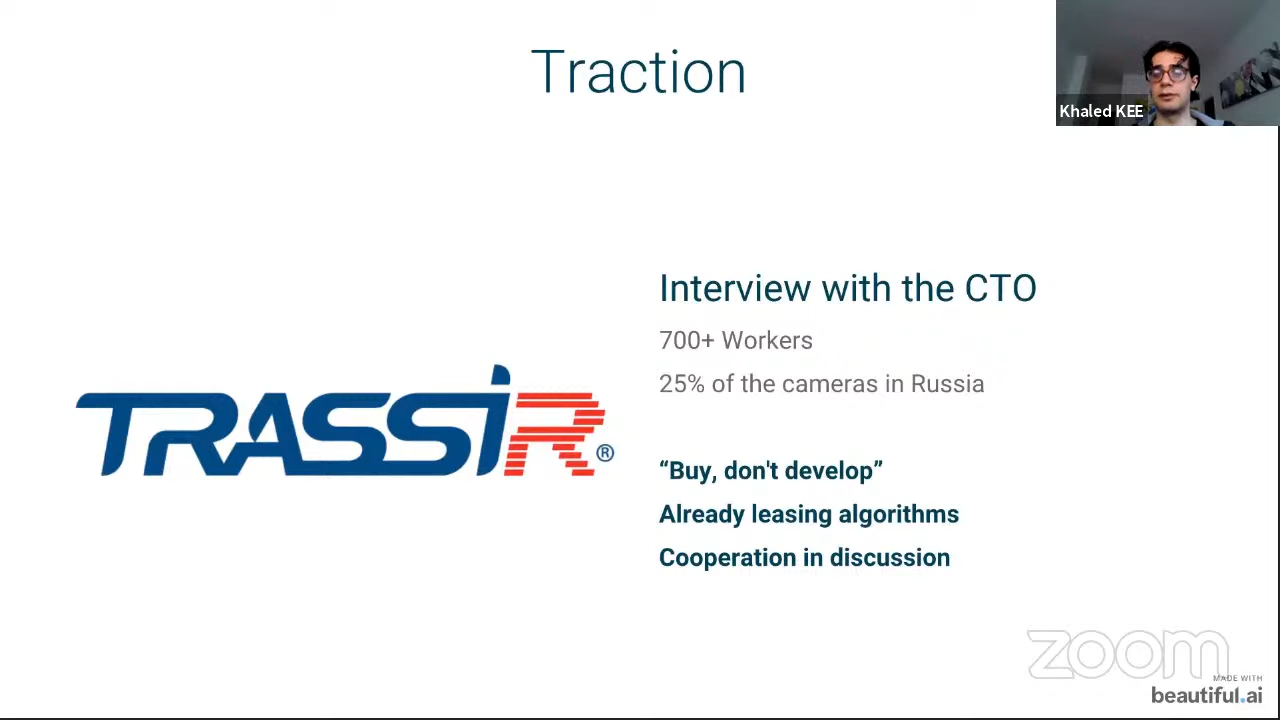 Traction
Khaled KEE
Interview with the CTO
700+ Workers
25% of the cameras in Russia
TRASSIR®
“Buy, don't develop”
Already leasing algorithms
Cooperation in discussion
zoom
MADE WITH
beautiful.ai